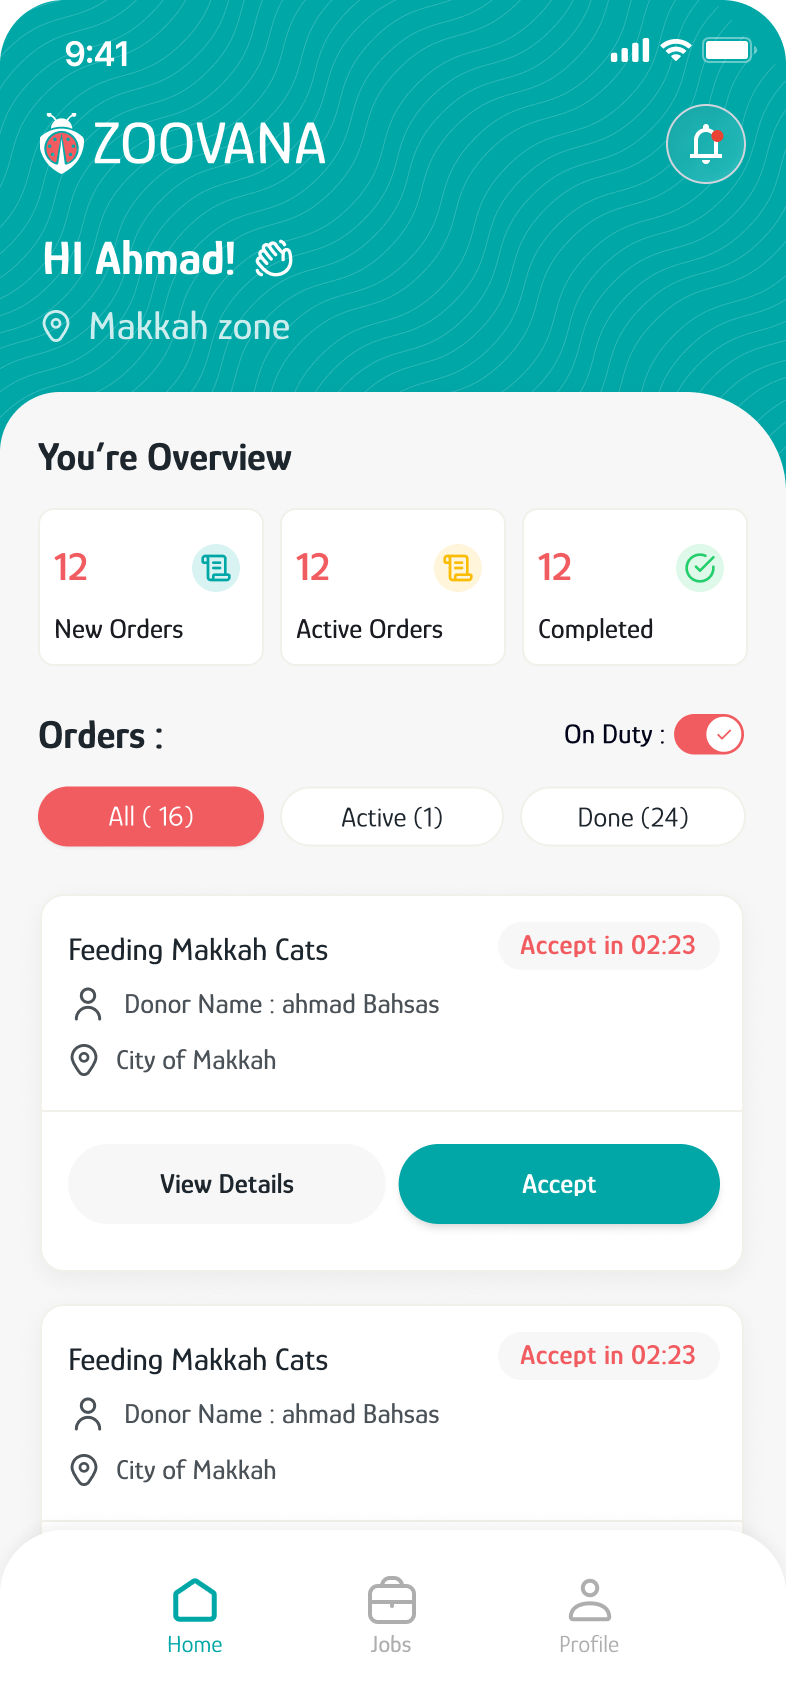 9:41
ZOOVANA
HI Ahmad!
Makkah zone
You’re Overview
12
12
12
New Orders
Active Orders
Completed
Orders :
On Duty :
All ( 16)
Active (1)
Done (24)
Feeding Makkah Cats
Accept in 02:23
Donor Name : ahmad Bahsas
City of Makkah
View Details
Accept
Feeding Makkah Cats
Accept in 02:23
Donor Name : ahmad Bahsas
City of Makkah
Home
Jobs
Profile